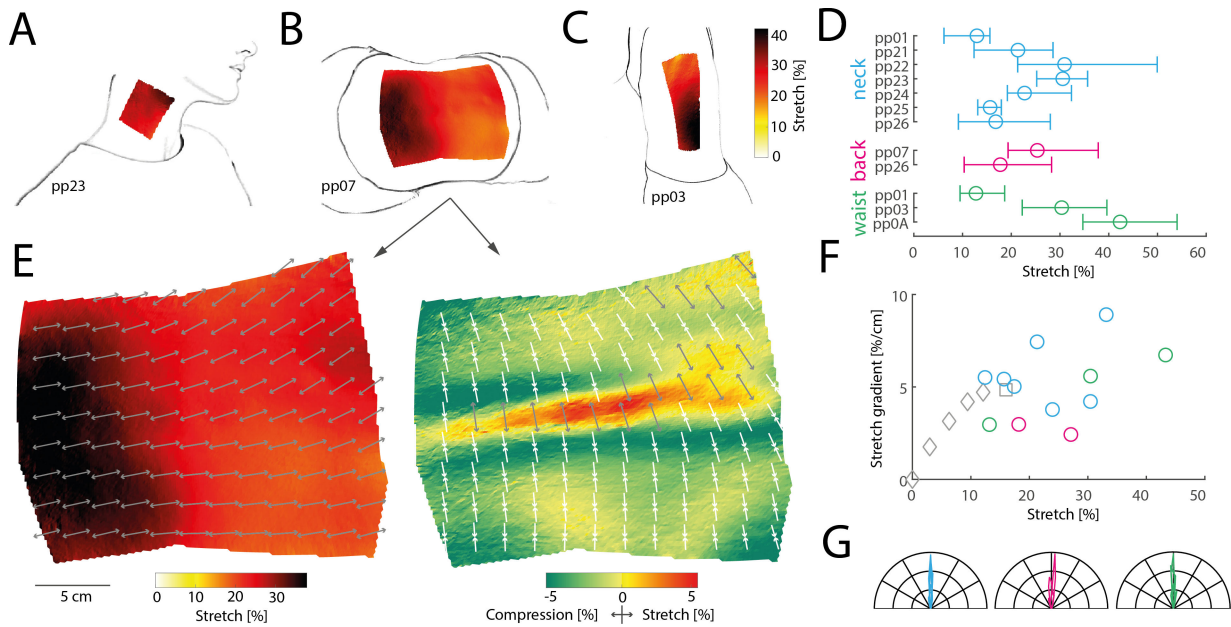 A
pp23
B
pp07
C
pp03
40
30
20
10
0
Stretch [%]
D
neck
pp01
pp21
pp22
pp23
pp24
pp25
pp26
back
pp07
pp26
waist
pp01
pp03
pp0A
0 10 20 30 40 50 60
Stretch [%]
E
5 cm
0 10 20 30
Stretch [%]
-5 0 5
Compression [%] Stretch [%]
F
Stretch gradient [%/cm]
10
5
0
0 10 20 30 40 50
Stretch [%]
G